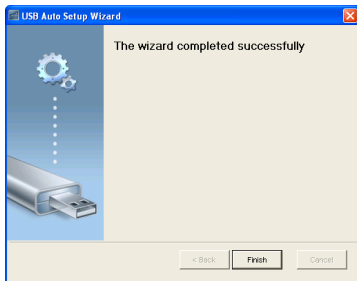 USB Auto Setup Wizard
The wizard completed successfully
< Back Finish Cancel